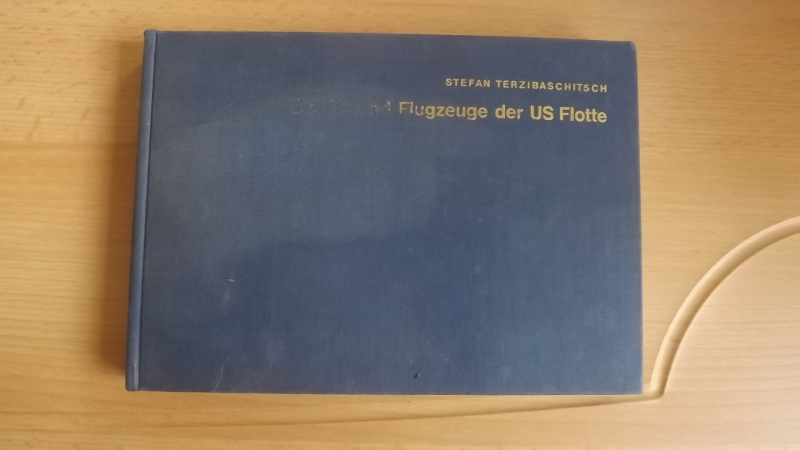 STEFAN TERZIBASCHITSCH
Flugzeuge der US Flotte